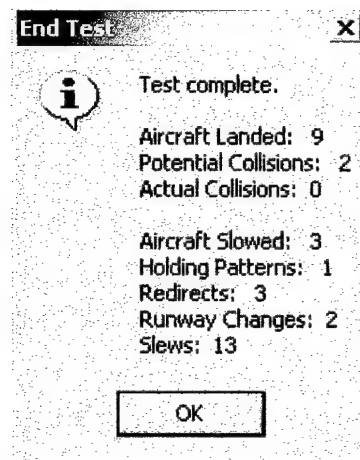 End Test
Test complete.
Aircraft Landed: 9
Potential Collisions: 2
Actual Collisions: 0
Aircraft Slowed: 3
Holding Patterns: 1
Redirects: 3
Runway Changes: 2
Slews: 13
OK